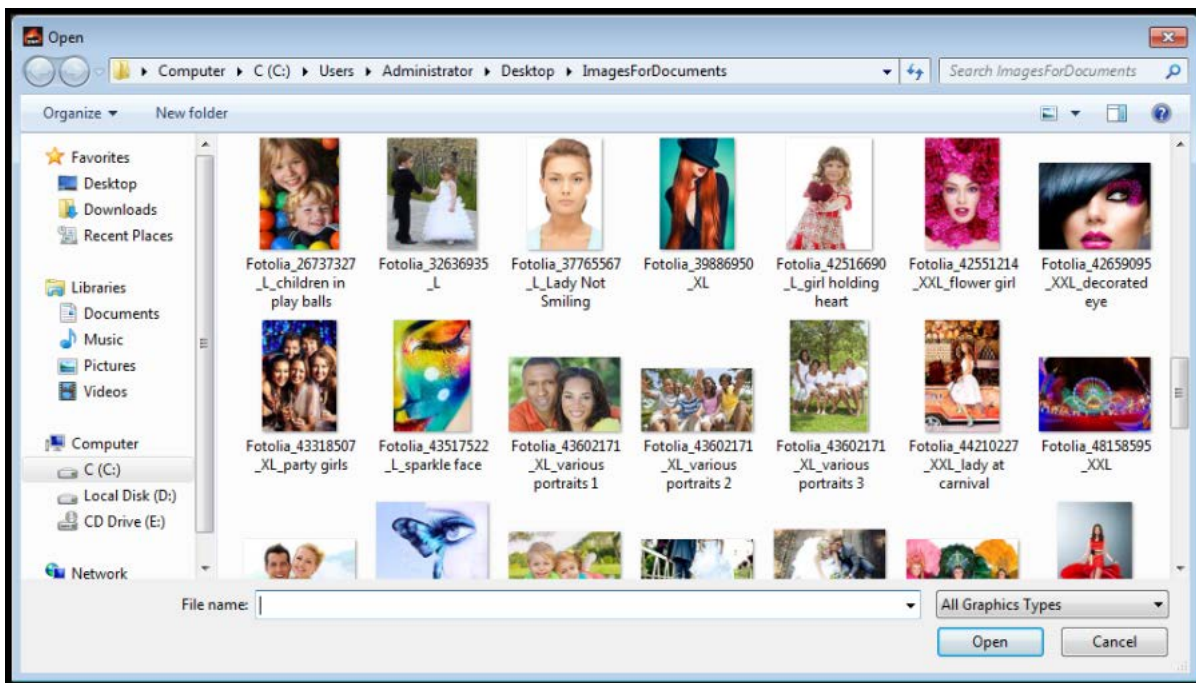 Open
Computer C (C:) Users Administrator Desktop ImagesForDocuments
Search ImagesForDocuments
Organize New folder
Favorites
Desktop
Downloads
Recent Places
Libraries
Documents
Music
Pictures
Videos
Computer
C (C:)
Local Disk (D:)
CD Drive (E:)
Network
Fotolia_26737327
_L_children in
play balls
Fotolia_32636935
_L
Fotolia_37765567
_L_Lady Not
Smiling
Fotolia_39886950
_XL
Fotolia_42516690
_L_girl holding
heart
Fotolia_42551214
_XXL_flower girl
Fotolia_42659095
_XXL_decorated
eye
Fotolia_43318507
_XL_party girls
Fotolia_43517522
_L_sparkle face
Fotolia_43602171
_XL_various
portraits 1
Fotolia_43602171
_XL_various
portraits 2
Fotolia_43602171
_XL_various
portraits 3
Fotolia_44210227
_XXL_lady at
carnival
Fotolia_48158595
_XXL
File name:
All Graphics Types
Open Cancel